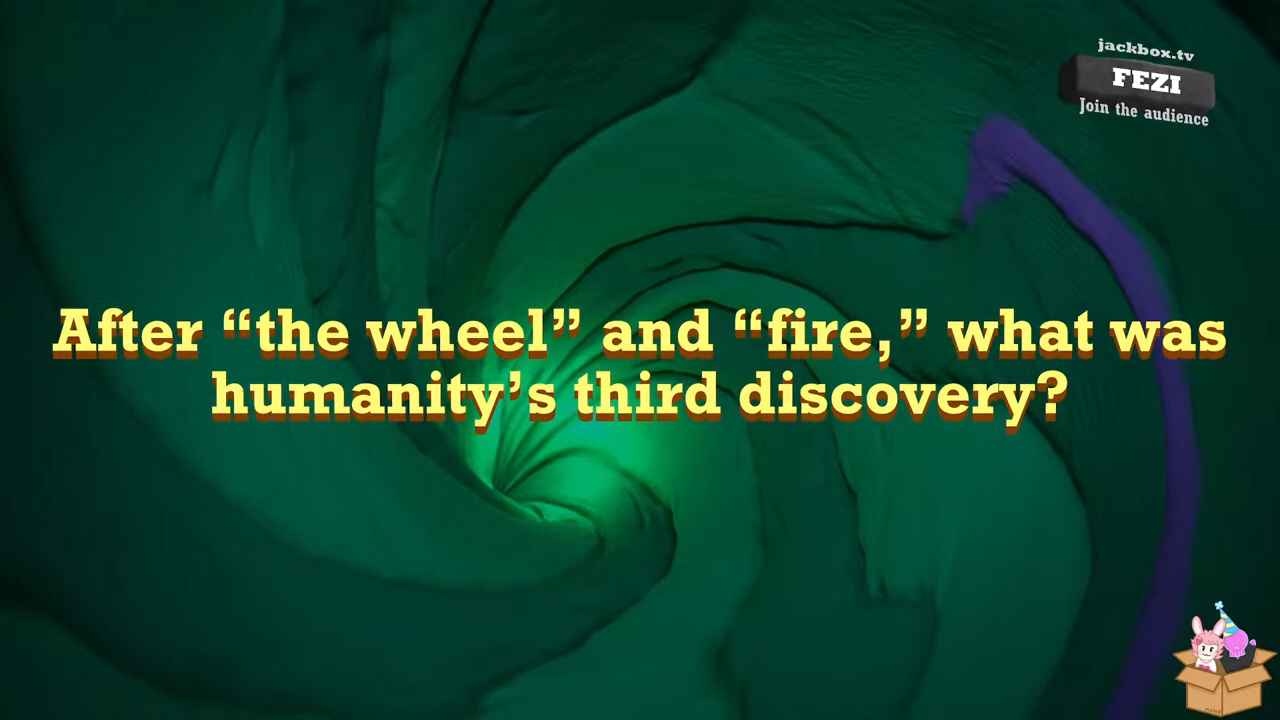 jackbox.tv
FEZI
Join the audience
After “the wheel” and “fire,” what was
humanity’s third discovery?